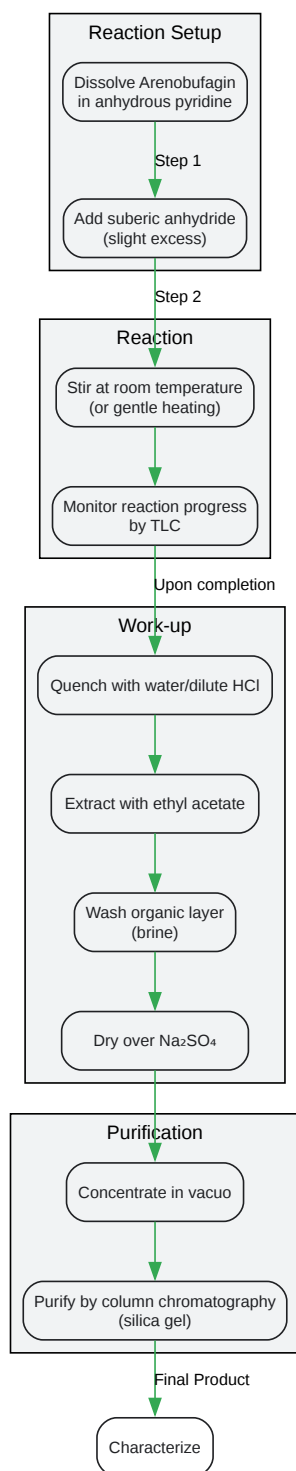 Reaction Setup
Dissolve Arenobufagin
in anhydrous pyridine
Step 1
Add suberic anhydride
(slight excess)
Step 2
Reaction
Stir at room temperature
(or gentle heating)
Monitor reaction progress
by TLC
Upon completion
Work-up
Quench with water/dilute HCl
Extract with ethyl acetate
Wash organic layer
(brine)
Dry over Na₂SO₄
Purification
Concentrate in vacuo
Purify by column chromatography
(silica gel)
Final Product
Characterize